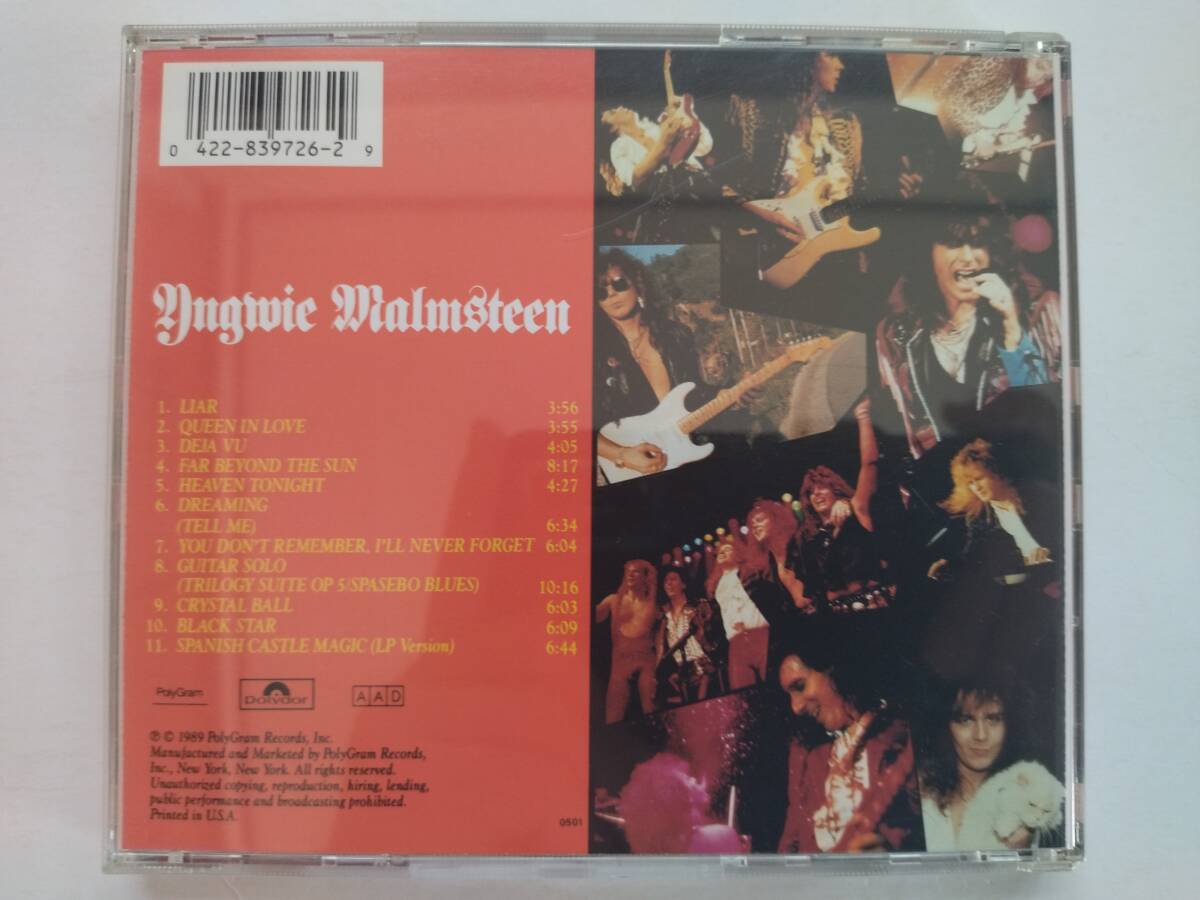 0 422-839726-2 9
Yngwie Malmsteen
1. LIAR 3:56
2. QUEEN IN LOVE 3:55
3. DEJA VU 4:05
4. FAR BEYOND THE SUN 8:17
5. HEAVEN TONIGHT 4:27
6. DREAMING
(TELL ME) 6:34
7. YOU DON'T REMEMBER, I'LL NEVER FORGET 6:04
8. GUITAR SOLO
(TRILOGY SUITE OP 5/SPASEBO BLUES) 10:16
9. CRYSTAL BALL 6:03
10. BLACK STAR 6:09
11. SPANISH CASTLE MAGIC (LP Version) 6:44
PolyGram Polydor AAD
℗ © 1989 PolyGram Records, Inc.
Manufactured and Marketed by PolyGram Records,
Inc., New York, New York. All rights reserved.
Unauthorized copying, reproduction, hiring, lending,
public performance and broadcasting prohibited.
Printed in U.S.A.
0501